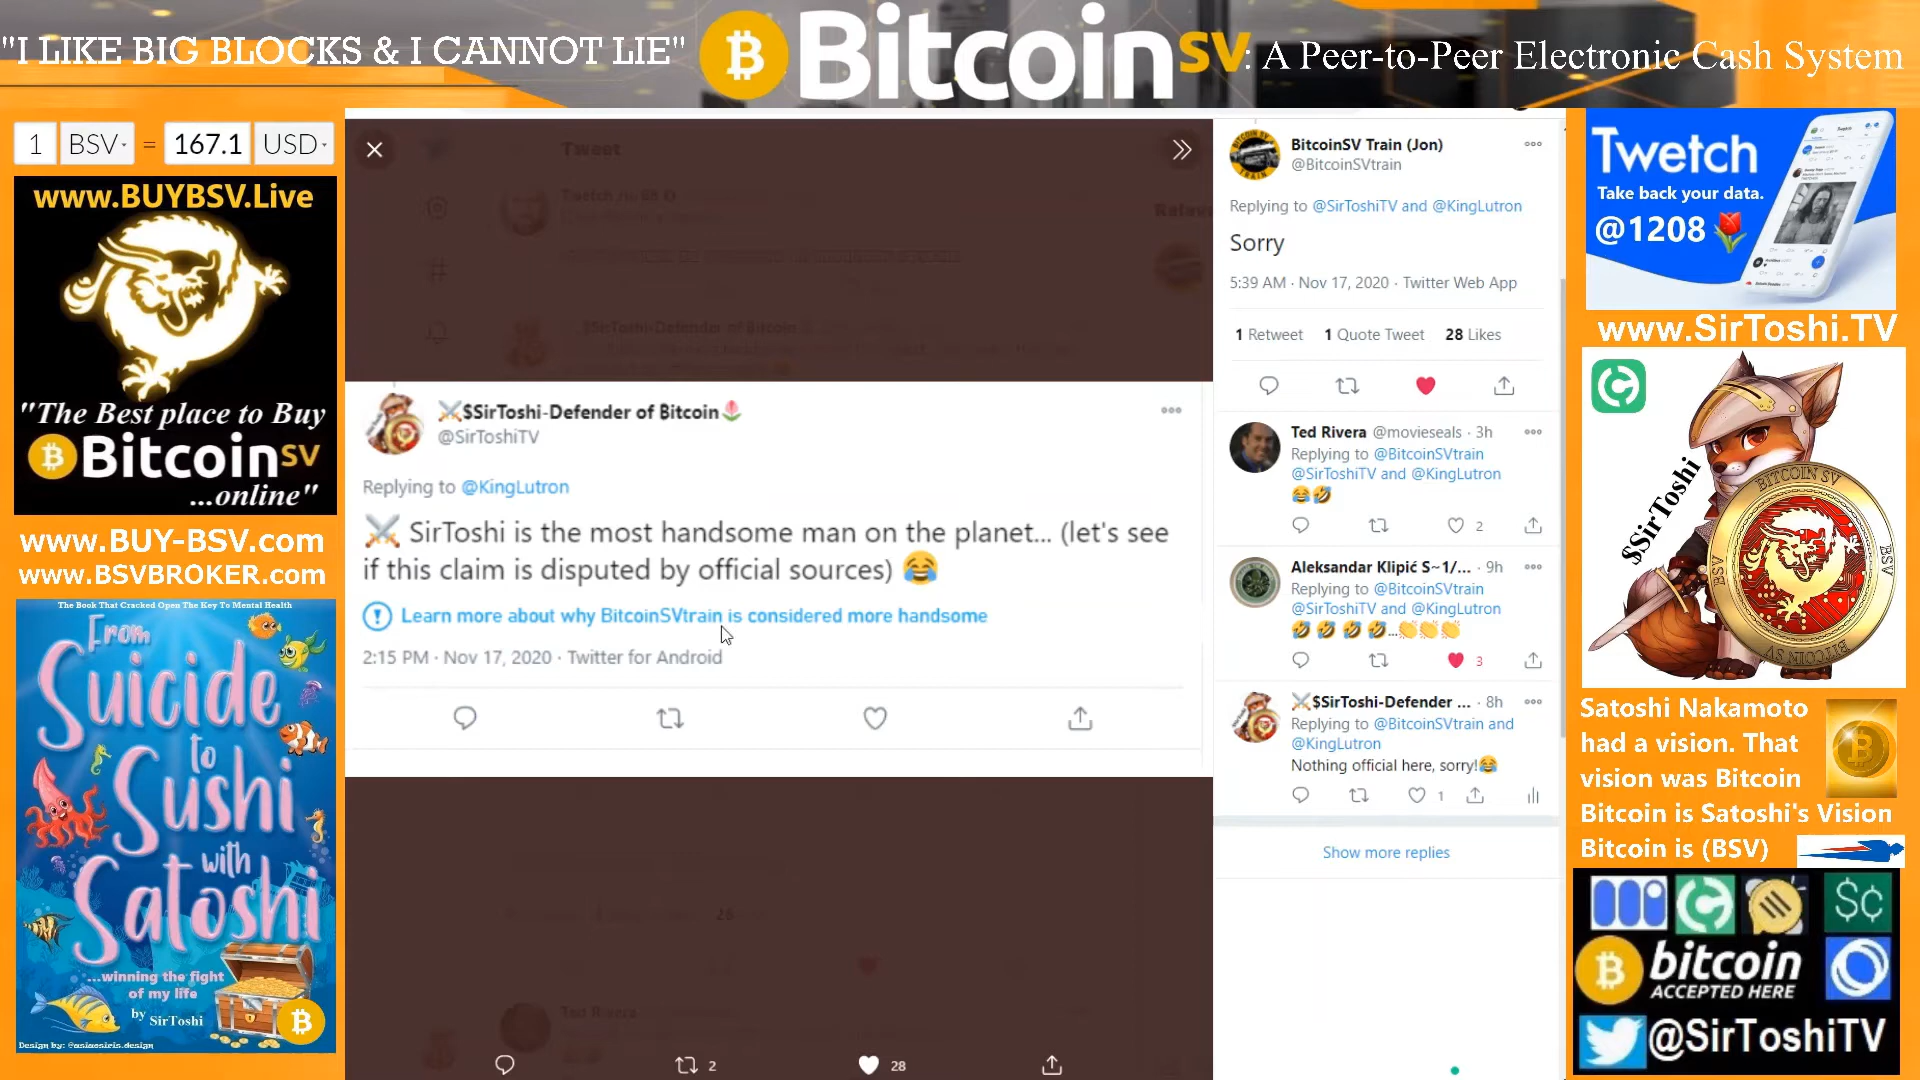 "I LIKE BIG BLOCKS & I CANNOT LIE"
BitcoinSV: A Peer-to-Peer Electronic Cash System
1 BSV = 167.1 USD
www.BUYBSV.Live
"The Best place to Buy
BitcoinSV
...online"
www.BUY-BSV.com
www.BSVBROKER.com
The Book That Cracked Open The Key To Mental Health
From
Suicide
to
Sushi
with
Satoshi
...winning the fight
of my life
by SirToshi
Design by: @asiaosiris.design
Tweet
⚔️$SirToshi-Defender of Bitcoin🌷
@SirToshiTV
Replying to @KingLutron
⚔️ SirToshi is the most handsome man on the planet... (let's see
if this claim is disputed by official sources) 😂
Learn more about why BitcoinSVtrain is considered more handsome
2:15 PM · Nov 17, 2020 · Twitter for Android
28
Ted Rivera
2
28
BitcoinSV Train (Jon)
@BitcoinSVtrain
Replying to @SirToshiTV and @KingLutron
Sorry
5:39 AM · Nov 17, 2020 · Twitter Web App
1 Retweet 1 Quote Tweet 28 Likes
Ted Rivera @movieseals · 3h
Replying to @BitcoinSVtrain
@SirToshiTV and @KingLutron
😂🤣
2
Aleksandar Klipić S~1/... · 9h
Replying to @BitcoinSVtrain
@SirToshiTV and @KingLutron
🤣 🤣 🤣 🤣...👏👏👏
3
⚔️$SirToshi-Defender ... · 8h
Replying to @BitcoinSVtrain and
@KingLutron
Nothing official here, sorry!😂
1
Show more replies
Twetch
Take back your data.
@1208🌷
www.SirToshi.TV
$SirToshi
BITCOIN SV
BSV
BSV
BITCOIN SV
Satoshi Nakamoto
had a vision. That
vision was Bitcoin
Bitcoin is Satoshi's Vision
Bitcoin is (BSV)
bitcoin
ACCEPTED HERE
@SirToshiTV